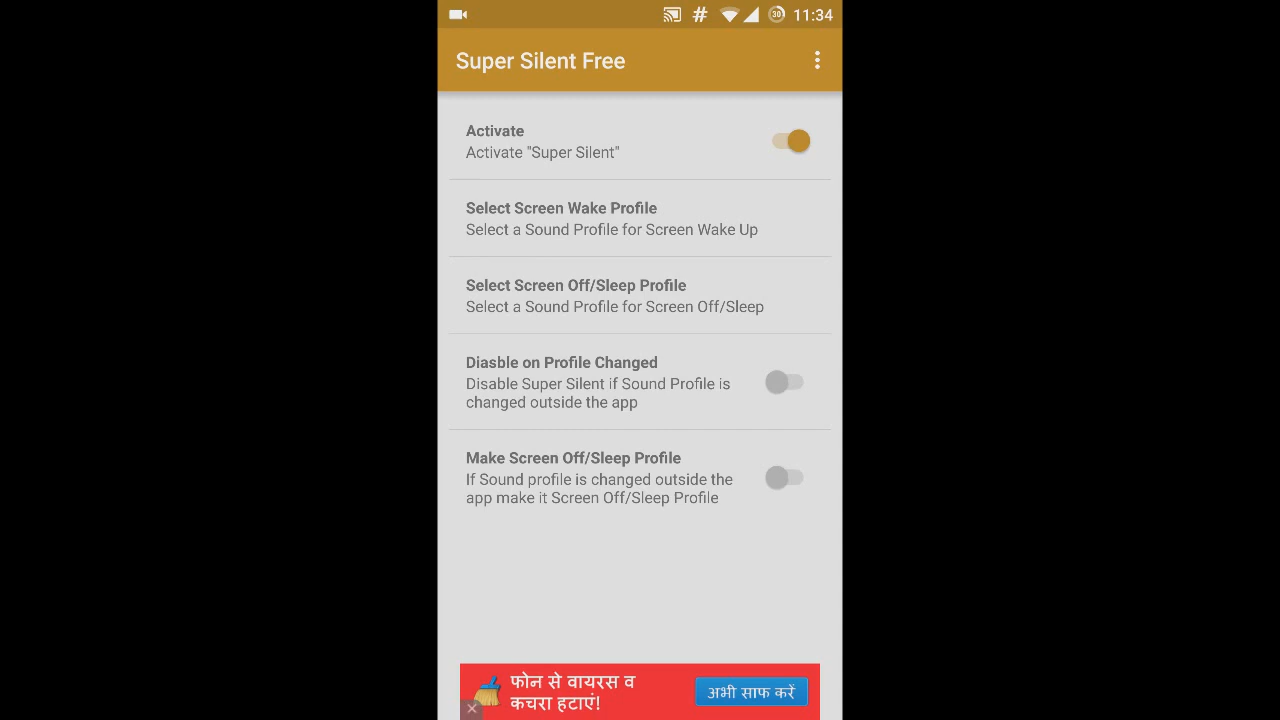 # 30 11:34
Super Silent Free
Activate
Activate "Super Silent"
Select Screen Wake Profile
Select a Sound Profile for Screen Wake Up
Select Screen Off/Sleep Profile
Select a Sound Profile for Screen Off/Sleep
Diasble on Profile Changed
Disable Super Silent if Sound Profile is
changed outside the app
Make Screen Off/Sleep Profile
If Sound profile is changed outside the
app make it Screen Off/Sleep Profile
फोन से वायरस व
कचरा हटाएं!
अभी साफ करें